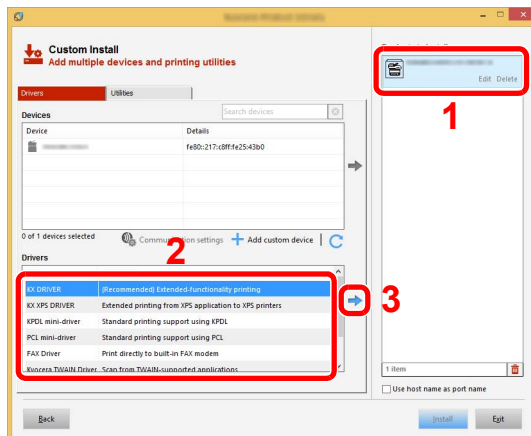 Custom Install
Add multiple devices and printing utilities
Edit Delete
1
Drivers Utilities
Devices Search devices
Device Details
fe80::217:c8ff:fe25:43b0
0 of 1 devices selected Communication settings Add custom device
2
Drivers
KX DRIVER (Recommended) Extended-functionality printing
KX XPS DRIVER Extended printing from XPS application to XPS printers
3
KPDL mini-driver Standard printing support using KPDL
PCL mini-driver Standard printing support using PCL
FAX Driver Print directly to built-in FAX modem
Kyocera TWAIN Driver Scan from TWAIN-supported applications
1 item
Use host name as port name
Back Install Exit